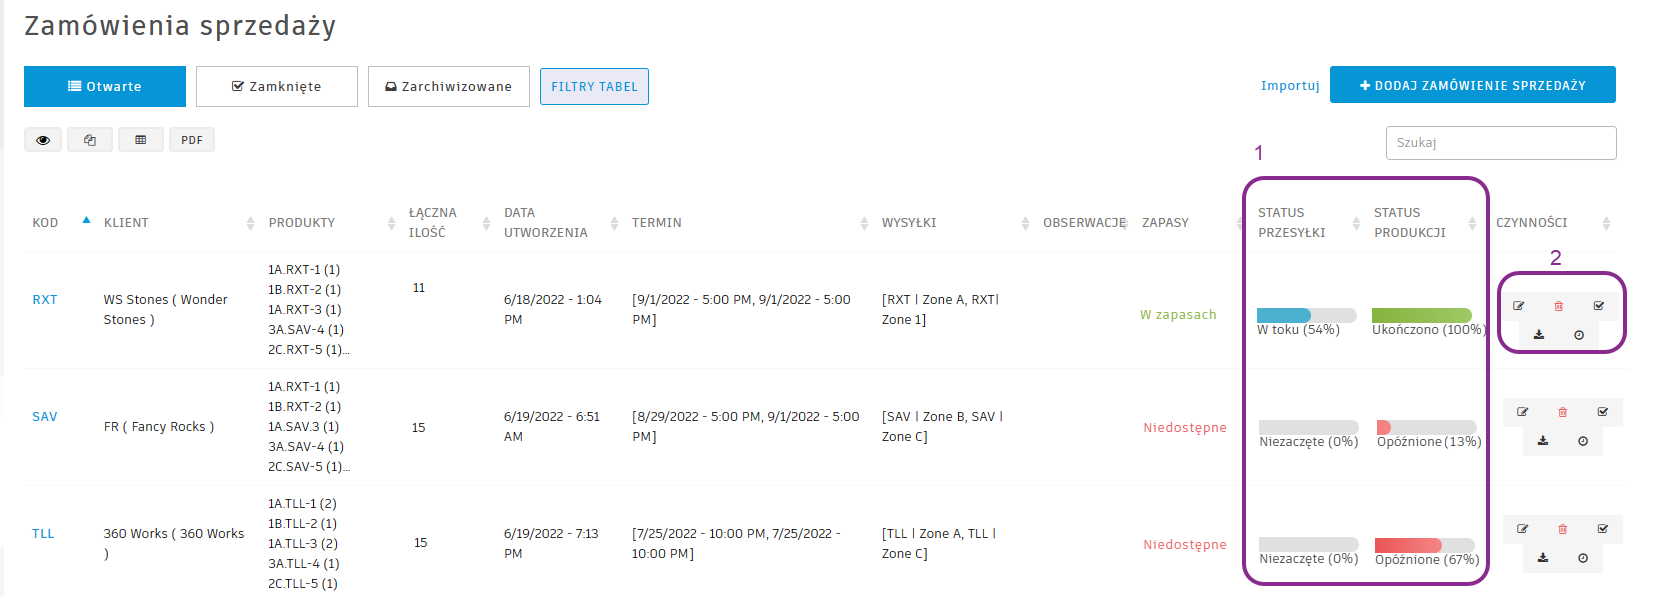 Zamówienia sprzedaży
Otwarte
Zamknięte
Zarchiwizowane
FILTRY TABEL
Importuj
DODAJ ZAMÓWIENIE SPRZEDAŻY
PDF
Szukaj
1
KOD
KLIENT
PRODUKTY
ŁĄCZNA
ILOŚĆ
DATA
UTWORZENIA
TERMIN
WYSYŁKI
OBSERWACJE
ZAPASY
STATUS
PRZESYŁKI
STATUS
PRODUKCJI
CZYNNOŚCI
2
RXT
WS Stones ( Wonder
Stones )
1A.RXT-1 (1)
1B.RXT-2 (1)
1A.RXT-3 (1)
3A.SAV-4 (1)
2C.RXT-5 (1)...
11
6/18/2022 - 1:04
PM
[9/1/2022 - 5:00 PM, 9/1/2022 - 5:00
PM]
[RXT | Zone A, RXT|
Zone 1]
W zapasach
W toku (54%)
Ukończono (100%)
SAV
FR ( Fancy Rocks )
1A.RXT-1 (1)
1B.RXT-2 (1)
1A.SAV.3 (1)
3A.SAV-4 (1)
2C.SAV-5 (1)...
15
6/19/2022 - 6:51
AM
[8/29/2022 - 5:00 PM, 9/1/2022 - 5:00
PM]
[SAV | Zone B, SAV |
Zone C]
Niedostępne
Niezaczęte (0%)
Opóźnione (13%)
TLL
360 Works ( 360 Works
)
1A.TLL-1 (2)
1B.TLL-2 (1)
1A.TLL-3 (2)
3A.TLL-4 (1)
2C.TLL-5 (1)
15
6/19/2022 - 7:13
PM
[7/25/2022 - 10:00 PM, 7/25/2022 -
10:00 PM]
[TLL | Zone A, TLL |
Zone C]
Niedostępne
Niezaczęte (0%)
Opóźnione (67%)